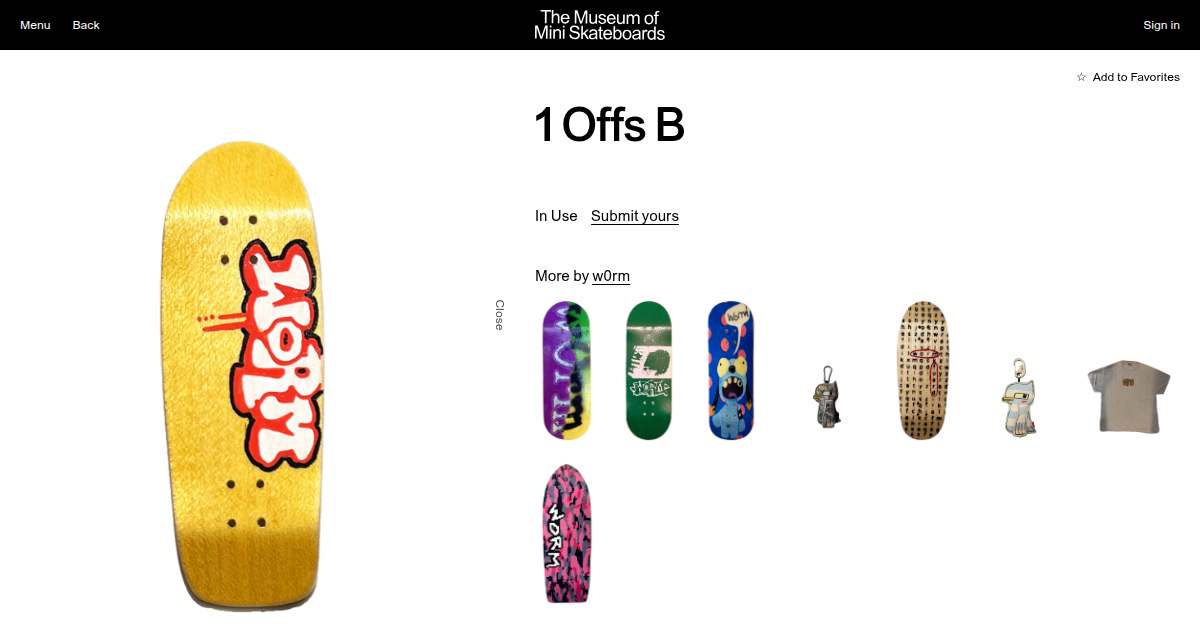 Menu
Back
The Museum of
Mini Skateboards
Sign in
☆ Add to Favorites
1 Offs B
WORM
In Use
Submit yours
More by w0rm
Close
Worm
WORM